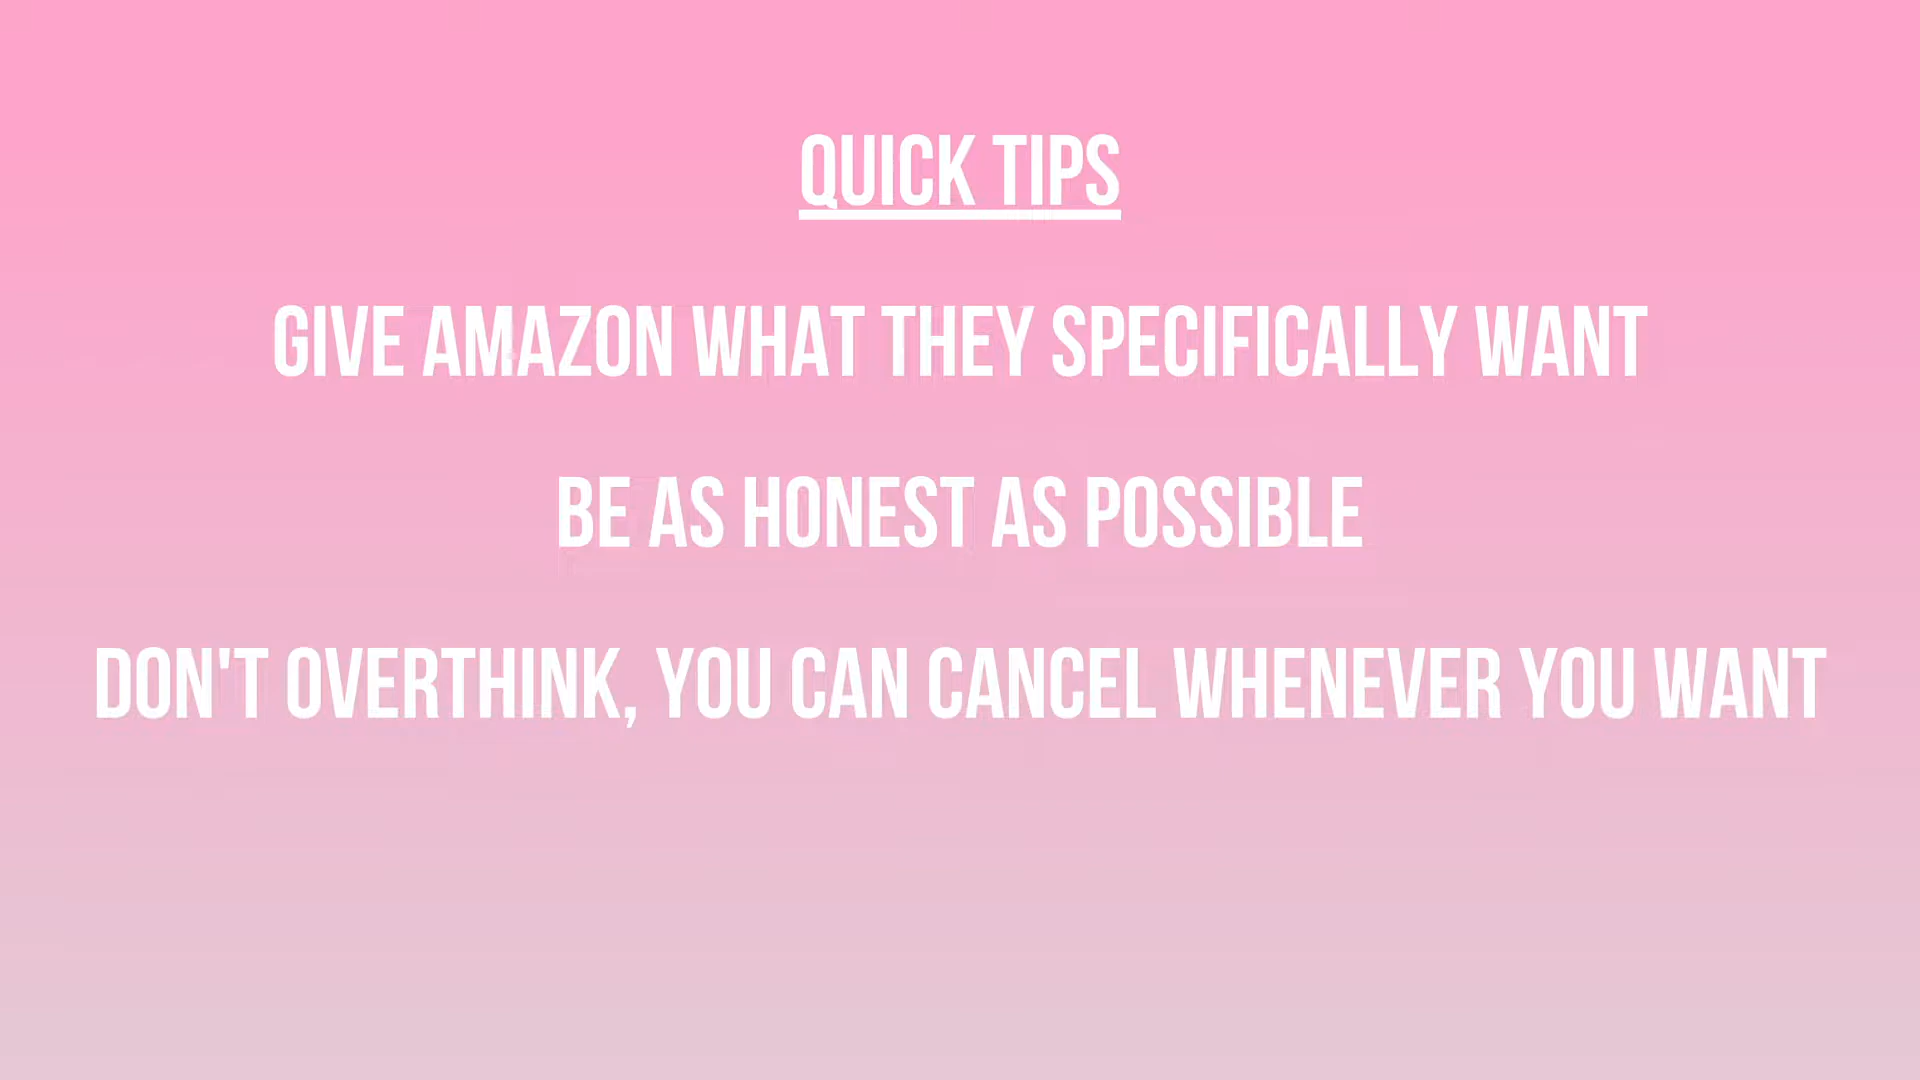 QUICK TIPS
GIVE AMAZON WHAT THEY SPECIFICALLY WANT
BE AS HONEST AS POSSIBLE
DON'T OVERTHINK, YOU CAN CANCEL WHENEVER YOU WANT